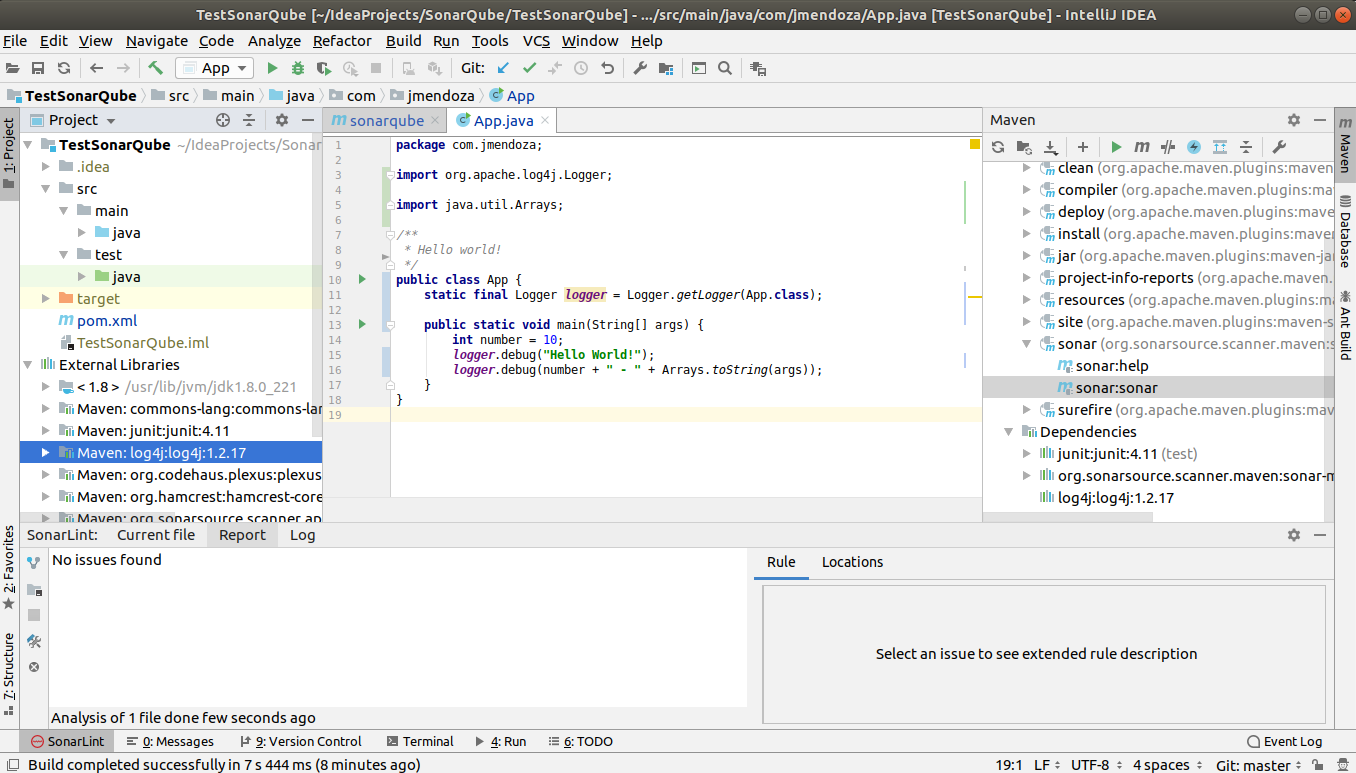 TestSonarQube [~/IdeaProjects/SonarQube/TestSonarQube] - .../src/main/java/com/jmendoza/App.java [TestSonarQube] - IntelliJ IDEA
File Edit View Navigate Code Analyze Refactor Build Run Tools VCS Window Help
App Git:
TestSonarQube src main java com jmendoza App
1: Project
Project
TestSonarQube ~/IdeaProjects/Sonar
.idea
src
main
java
test
java
target
pom.xml
TestSonarQube.iml
External Libraries
< 1.8 > /usr/lib/jvm/jdk1.8.0_221
Maven: commons-lang:commons-lan
Maven: junit:junit:4.11
Maven: log4j:log4j:1.2.17
Maven: org.codehaus.plexus:plexus
Maven: org.hamcrest:hamcrest-core
Maven: org.sonarsource.scanner.ap
sonarqube App.java
1 package com.jmendoza;
2
3 import org.apache.log4j.Logger;
4
5 import java.util.Arrays;
6
7 /**
8 * Hello world!
9 */
10 public class App {
11 static final Logger logger = Logger.getLogger(App.class);
12
13 public static void main(String[] args) {
14 int number = 10;
15 logger.debug("Hello World!");
16 logger.debug(number + " - " + Arrays.toString(args));
17 }
18 }
19
Maven
clean (org.apache.maven.plugins:maven
compiler (org.apache.maven.plugins:
deploy (org.apache.maven.plugins:mav
install (org.apache.maven.plugins:maven
jar (org.apache.maven.plugins:maven-jar
project-info-reports (org.apache.maven
resources (org.apache.maven.plugins:
site (org.apache.maven.plugins:maven-s
sonar (org.sonarsource.scanner.maven:s
sonar:help
sonar:sonar
surefire (org.apache.maven.plugins:mav
Dependencies
junit:junit:4.11 (test)
org.sonarsource.scanner.maven:sonar-m
log4j:log4j:1.2.17
Maven
Database
Ant Build
2: Favorites
7: Structure
SonarLint: Current file Report Log
No issues found
Analysis of 1 file done few seconds ago
Rule Locations
Select an issue to see extended rule description
SonarLint 0: Messages 9: Version Control Terminal 4: Run 6: TODO Event Log
Build completed successfully in 7 s 444 ms (8 minutes ago) 19:1 LF UTF-8 4 spaces Git: master